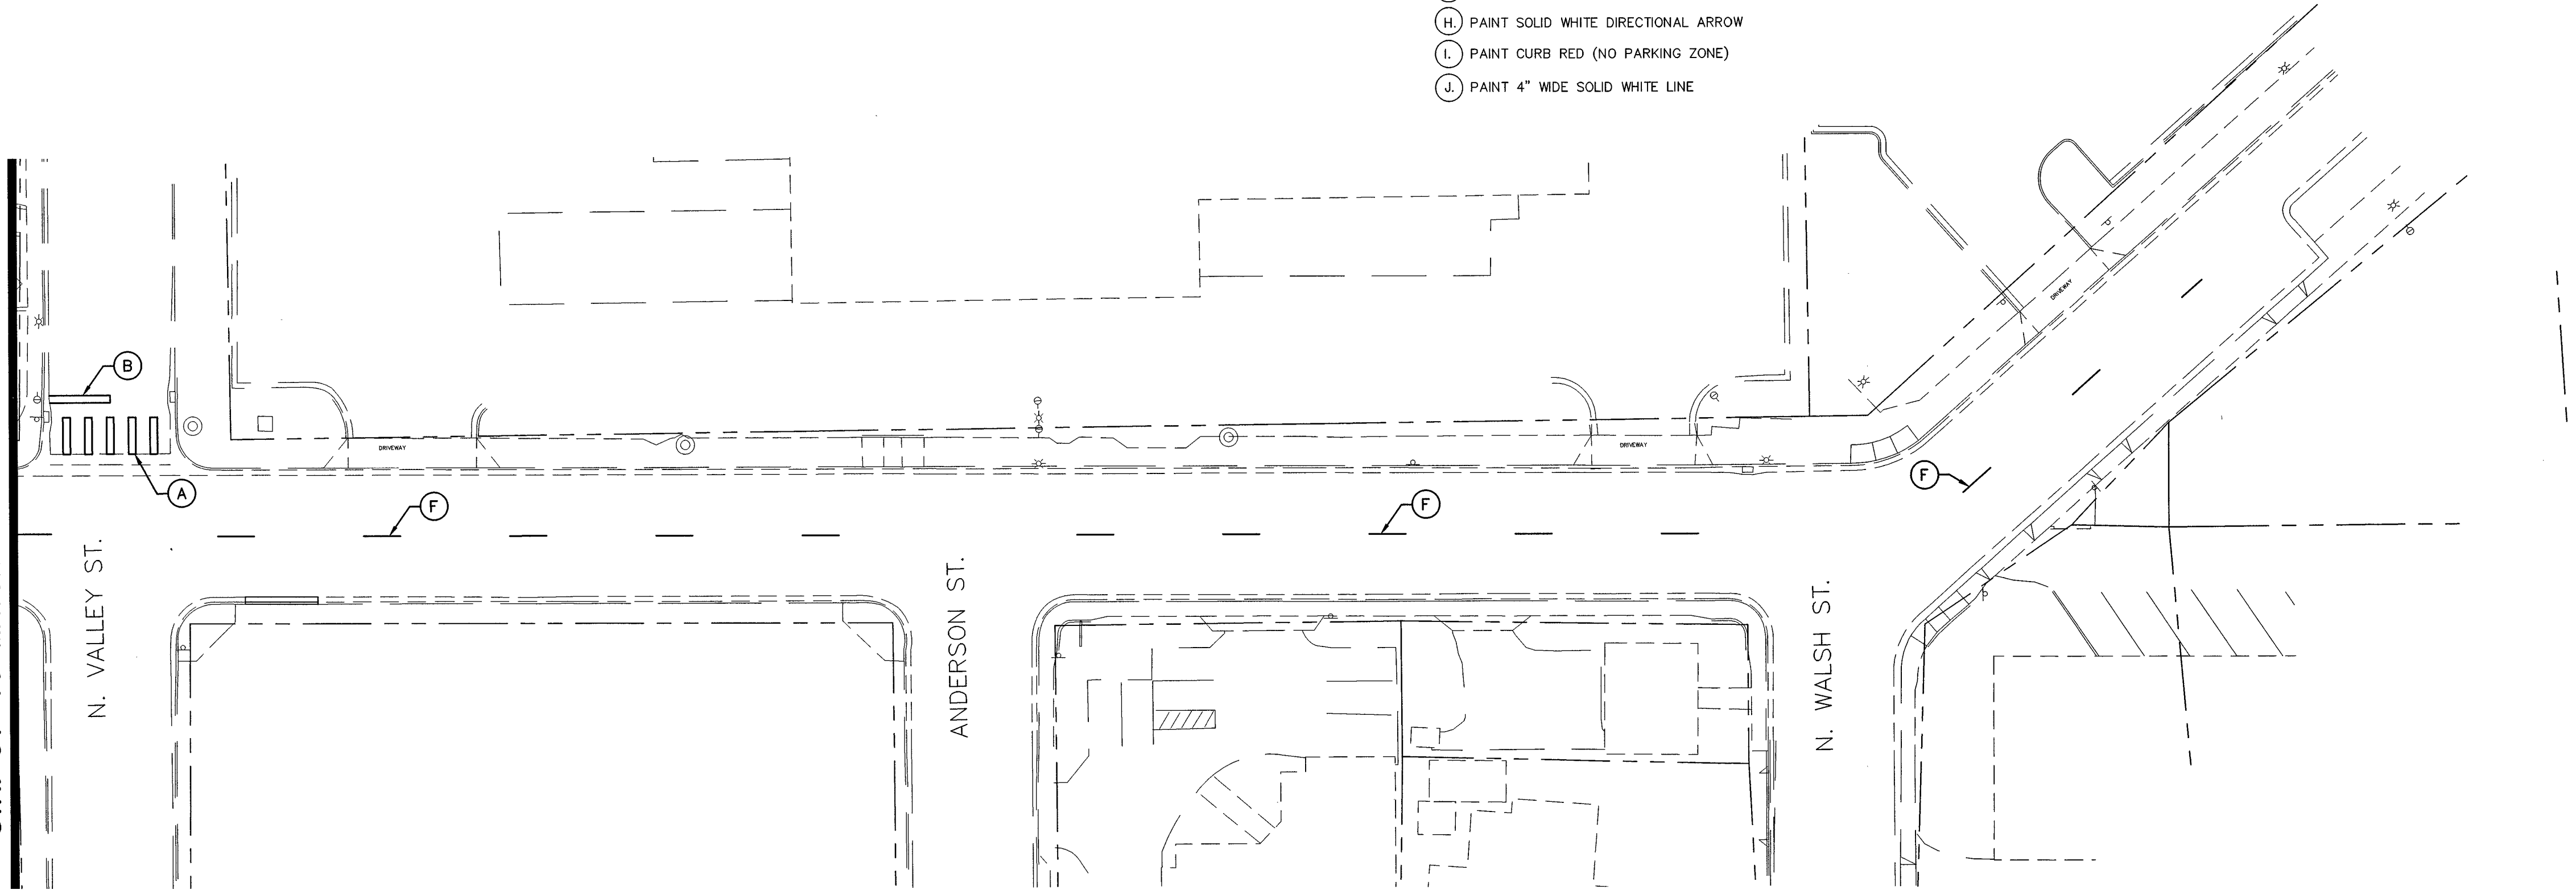 H. PAINT SOLID WHITE DIRECTIONAL ARROW
I. PAINT CURB RED (NO PARKING ZONE)
J. PAINT 4" WIDE SOLID WHITE LINE
DRIVEWAY
B
DRIVEWAY
DRIVEWAY
A
F
F
F
N. VALLEY ST.
ANDERSON ST.
N. WALSH ST.